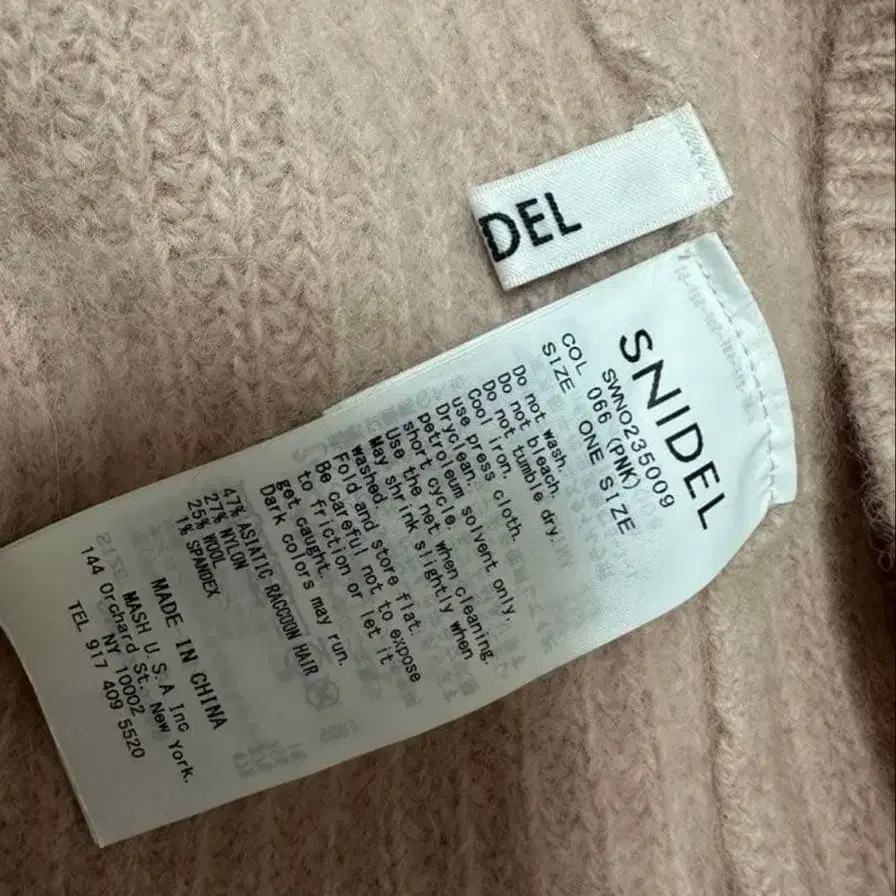 DEL
SNIDEL
SWNO235009
COL 066 (PNK)
SIZE ONE SIZE
Do not wash.
Do not bleach.
Do not tumble dry.
Cool iron.
use press cloth.
Dryclean.
petroleum solvent only,
short cycle.
Use the net when cleaning.
May shrink slightly when
washed.
Fold and store flat.
Be careful not to expose
to friction or let it
get caught.
Dark colors may run.
47% ASIATIC RACCOON HAIR
27% NYLON
25% WOOL
1% SPANDEX
MADE IN CHINA
MASH U.S.A Inc
144 Orchard St. New York,
NY 10002
TEL 917 409 5520